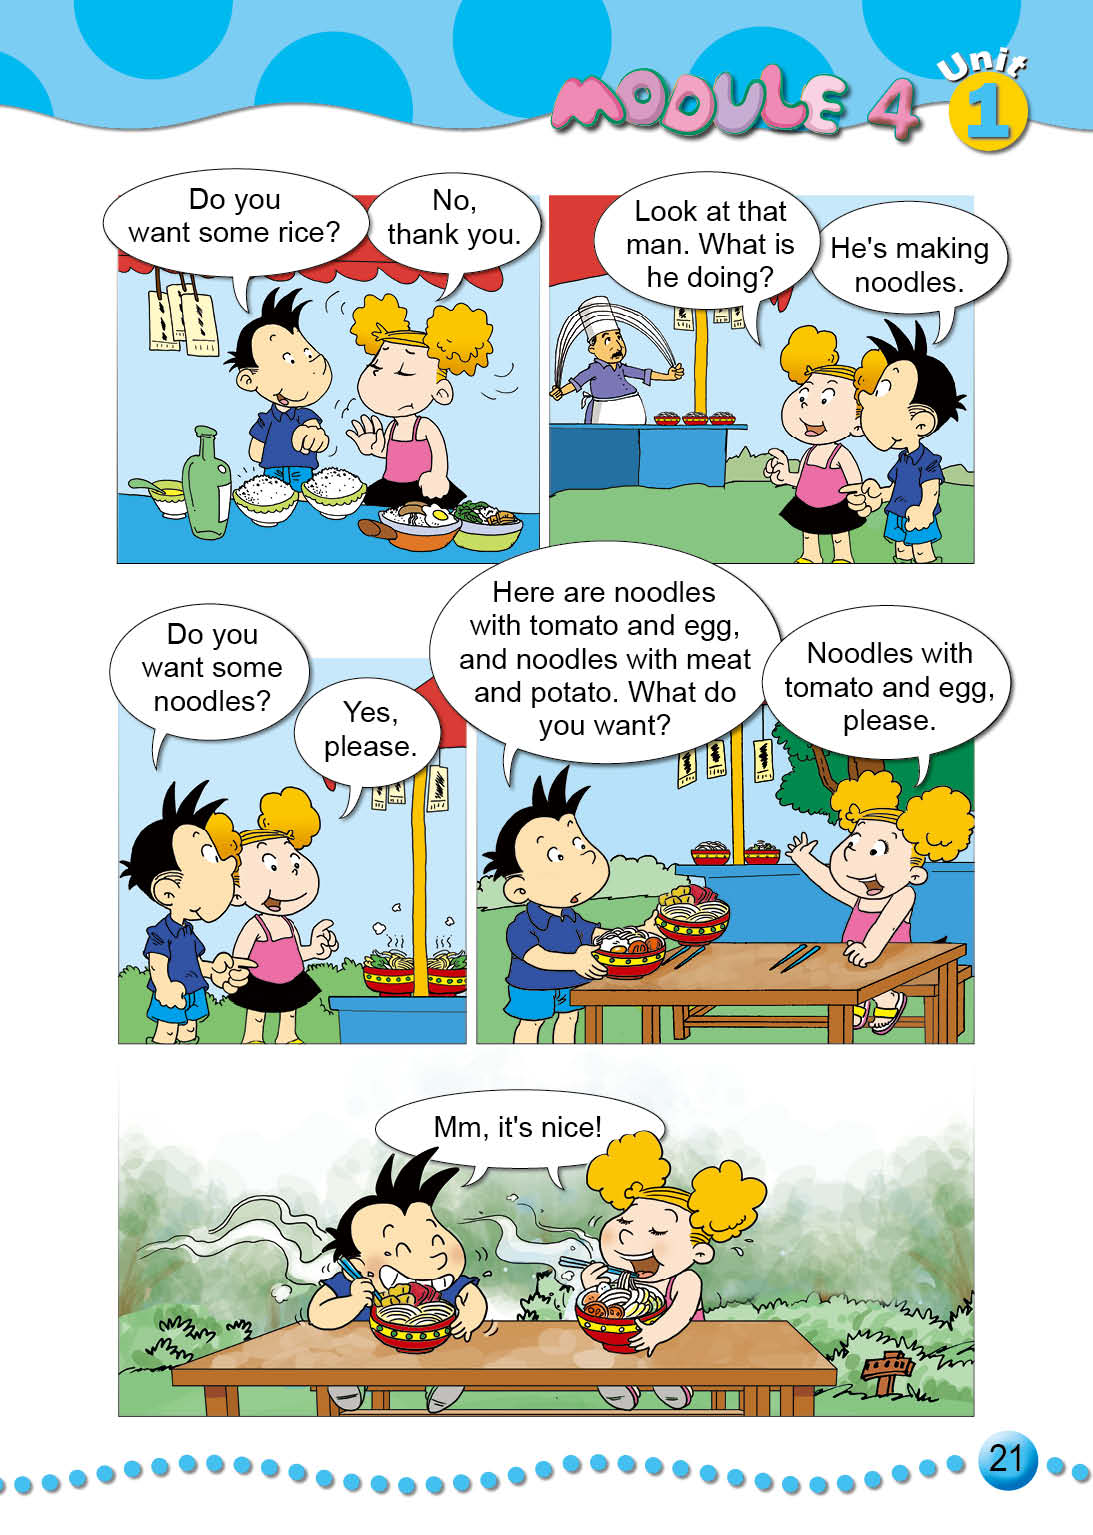 MODULE 4
Unit
1
Do you
want some rice?
No,
thank you.
Look at that
man. What is
he doing?
He's making
noodles.
Do you
want some
noodles?
Yes,
please.
Here are noodles
with tomato and egg,
and noodles with meat
and potato. What do
you want?
Noodles with
tomato and egg,
please.
Mm, it's nice!
21